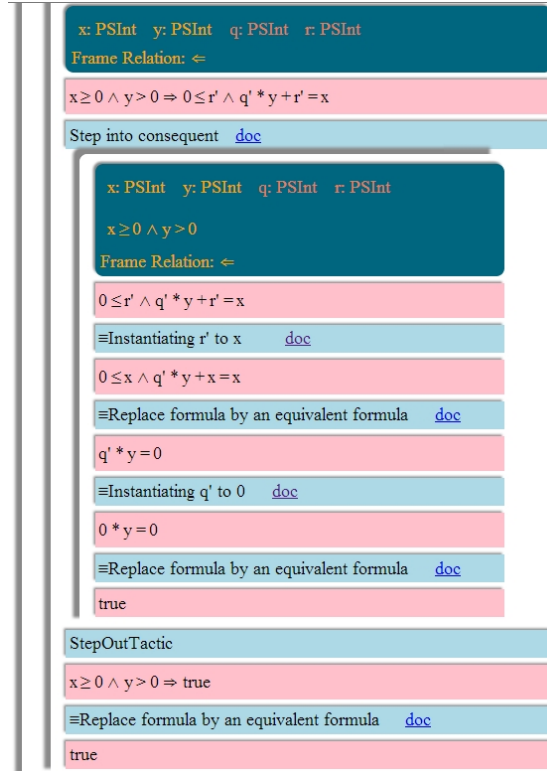 x: PSInt y: PSInt q: PSInt r: PSInt
Frame Relation: ⇐
x ≥ 0 ∧ y > 0 ⇒ 0 ≤ r' ∧ q' * y + r' = x
Step into consequent doc
x: PSInt y: PSInt q: PSInt r: PSInt
x ≥ 0 ∧ y > 0
Frame Relation: ⇐
0 ≤ r' ∧ q' * y + r' = x
≡Instantiating r' to x doc
0 ≤ x ∧ q' * y + x = x
≡Replace formula by an equivalent formula doc
q' * y = 0
≡Instantiating q' to 0 doc
0 * y = 0
≡Replace formula by an equivalent formula doc
true
StepOutTactic
x ≥ 0 ∧ y > 0 ⇒ true
≡Replace formula by an equivalent formula doc
true